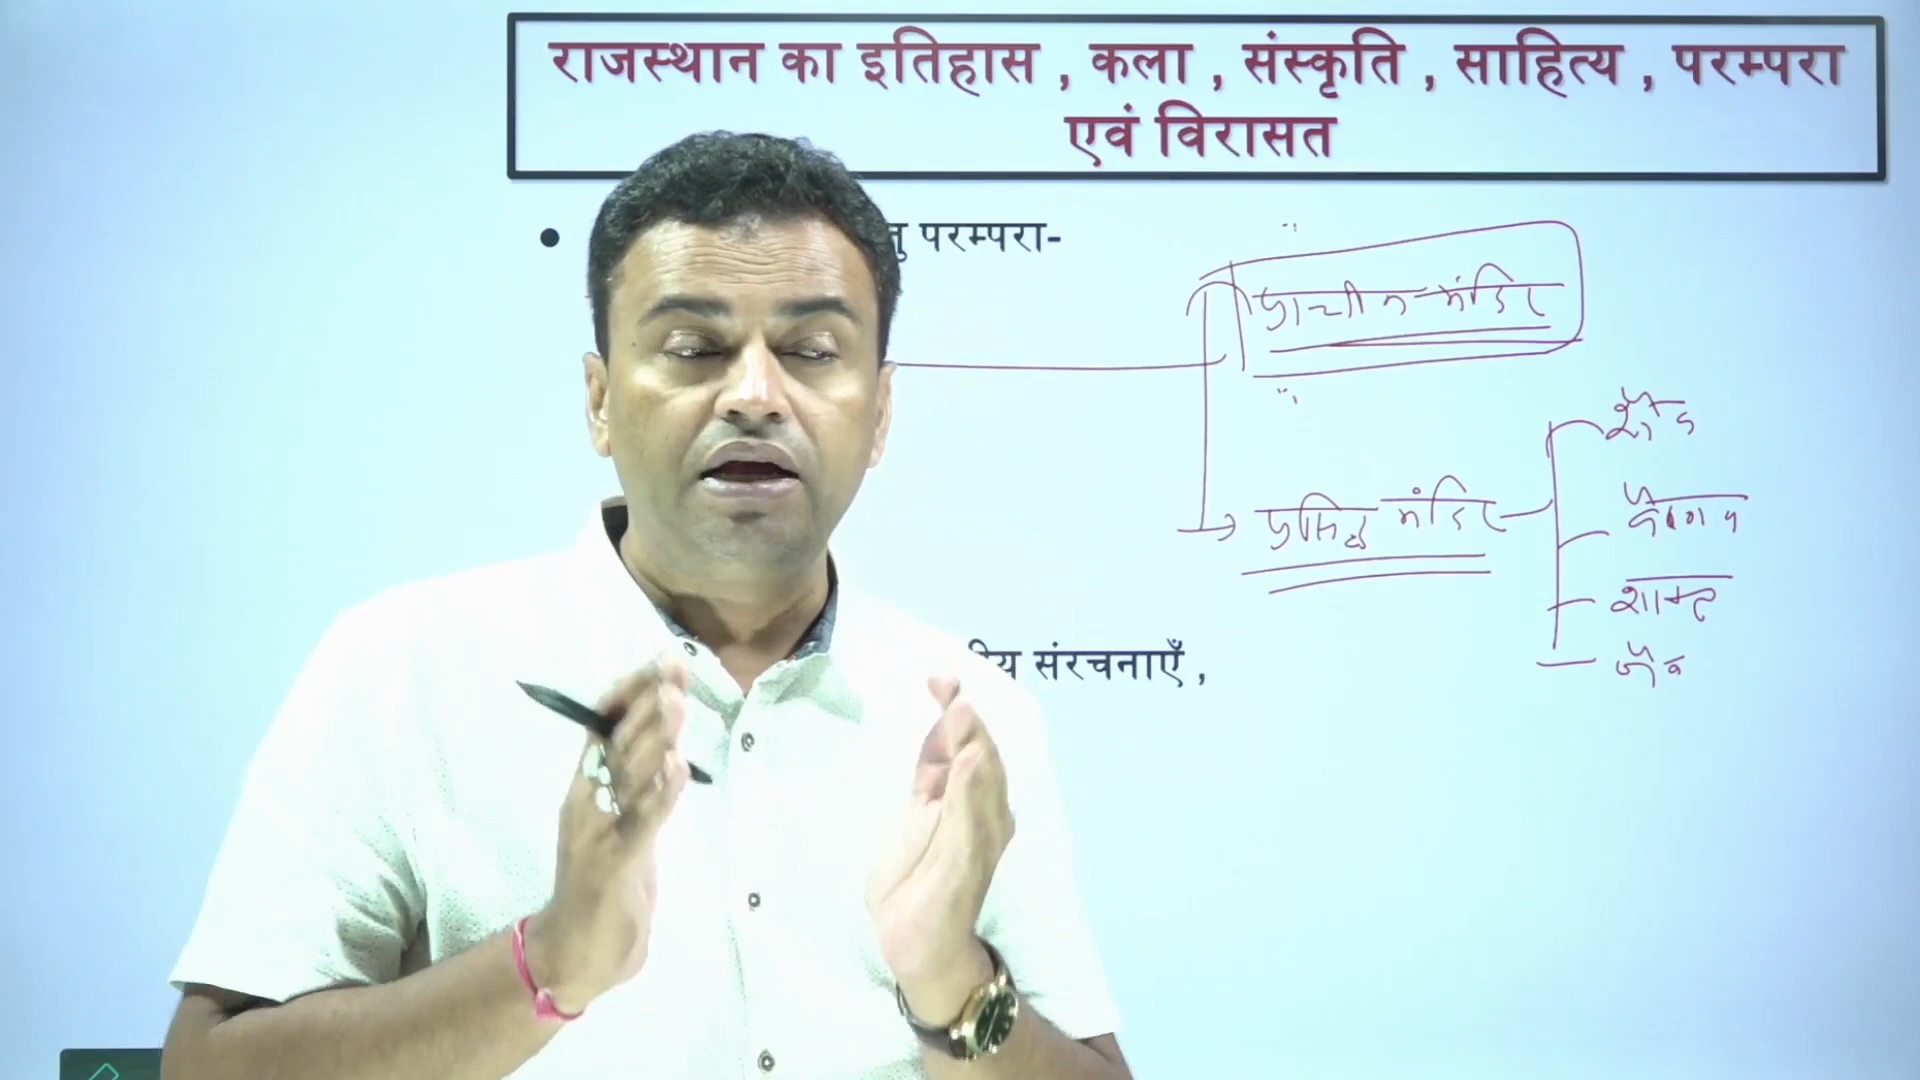 राजस्थान का इतिहास , कला , संस्कृति , साहित्य , परम्परा
एवं विरासत
परम्परा-
प्राचीन मंदिर
शैव
प्रसिद्ध मंदिर
वैष्णव
शाक्त
संरचनाएँ ,
जैन